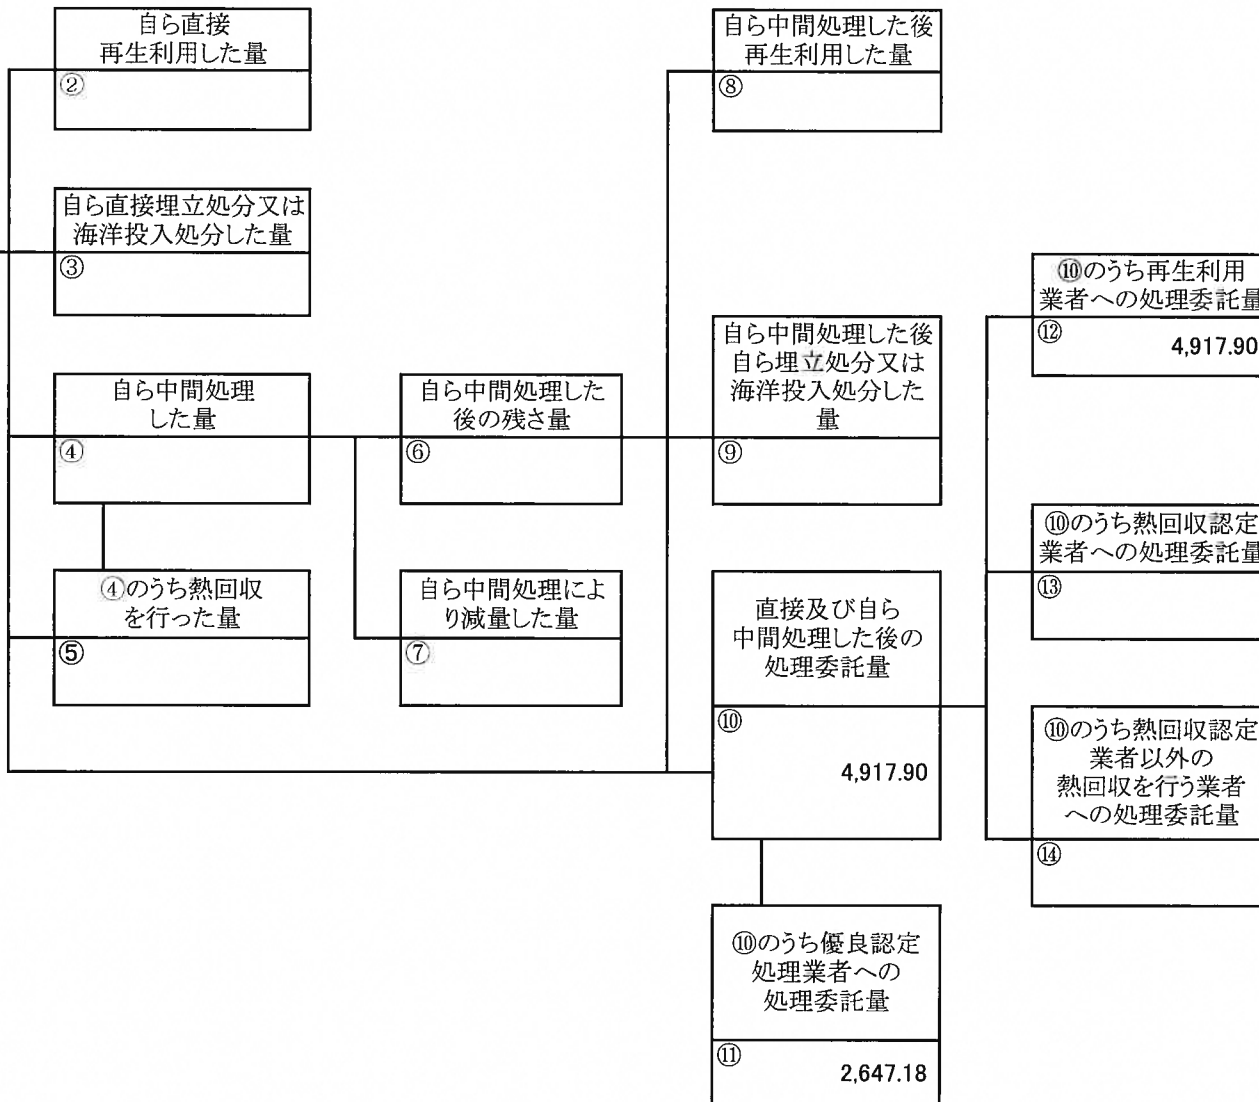 自ら直接
再生利用した量
②
自ら直接埋立処分又は
海洋投入処分した量
③
自ら中間処理
した量
④
④のうち熱回収
を行った量
⑤
自ら中間処理した
後の残さ量
⑥
自ら中間処理によ
り減量した量
⑦
自ら中間処理した後
再生利用した量
⑧
自ら中間処理した後
自ら埋立処分又は
海洋投入処分した
量
⑨
直接及び自ら
中間処理した後の
処理委託量
⑩
4,917.90
⑩のうち優良認定
処理業者への
処理委託量
⑪
2,647.18
⑩のうち再生利用
業者への処理委託量
⑫
4,917.90
⑩のうち熱回収認定
業者への処理委託量
⑬
⑩のうち熱回収認定
業者以外の
熱回収を行う業者
への処理委託量
⑭